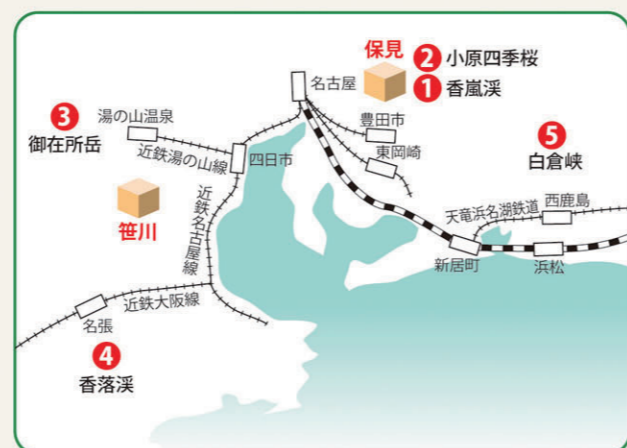 保見
2 小原四季桜
1 香嵐渓
名古屋
豊田市
東岡崎
3
御在所岳
湯の山温泉
近鉄湯の山線
四日市
笹川
近鉄名古屋線
近鉄大阪線
名張
4
香落渓
5
白倉峡
天竜浜名湖鉄道
西鹿島
新居町
浜松